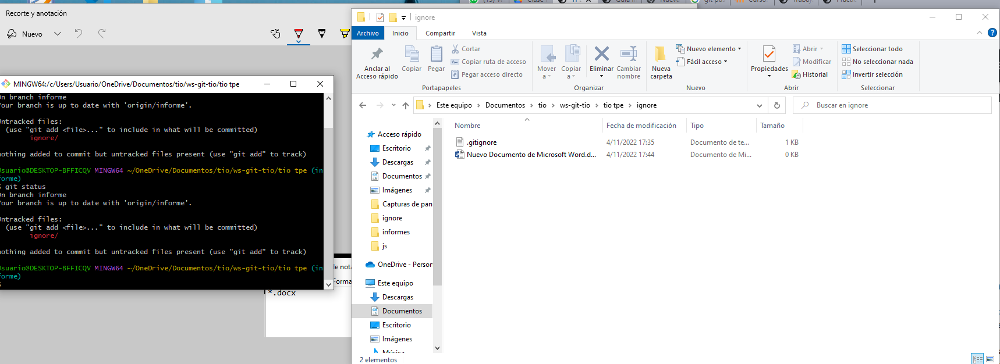 Recorte y anotación
Nuevo
MINGW64:/c/Users/Usuario/OneDrive/Documentos/tio/ws-git-tio/tio tpe
On branch informe
Your branch is up to date with 'origin/informe'.
Untracked files:
(use "git add <file>..." to include in what will be committed)
ignore/
nothing added to commit but untracked files present (use "git add" to track)
Usuario@DESKTOP-BFFICQV MINGW64 ~/OneDrive/Documentos/tio/ws-git-tio/tio tpe (in
forme)
$ git status
On branch informe
Your branch is up to date with 'origin/informe'.
Untracked files:
(use "git add <file>..." to include in what will be committed)
ignore/
nothing added to commit but untracked files present (use "git add" to track)
Usuario@DESKTOP-BFFICQV MINGW64 ~/OneDrive/Documentos/tio/ws-git-tio/tio tpe (in
forme)
$
le nota
Forma
*.docx
ignore
Archivo Inicio Compartir Vista
Anclar al
Acceso rápido
Copiar
Pegar
Cortar
Copiar ruta de acceso
Pegar acceso directo
Portapapeles
Mover
a
Copiar
a
Eliminar
Cambiar
nombre
Organizar
Nueva
carpeta
Nuevo elemento
Fácil acceso
Nuevo
Propiedades
Abrir
Modificar
Historial
Abrir
Seleccionar todo
No seleccionar nada
Invertir selección
Seleccionar
Este equipo > Documentos > tio > ws-git-tio > tio tpe > ignore
Buscar en ignore
Acceso rápido
Escritorio
Descargas
Documentos
Imágenes
Capturas de pan
ignore
informes
js
OneDrive - Person
Este equipo
Descargas
Documentos
Escritorio
Imágenes
Música
Nombre Fecha de modificación Tipo Tamaño
.gitignore 4/11/2022 17:35 Documento de te... 1 KB
Nuevo Documento de Microsoft Word.d... 4/11/2022 17:44 Documento de Mi... 0 KB
2 elementos